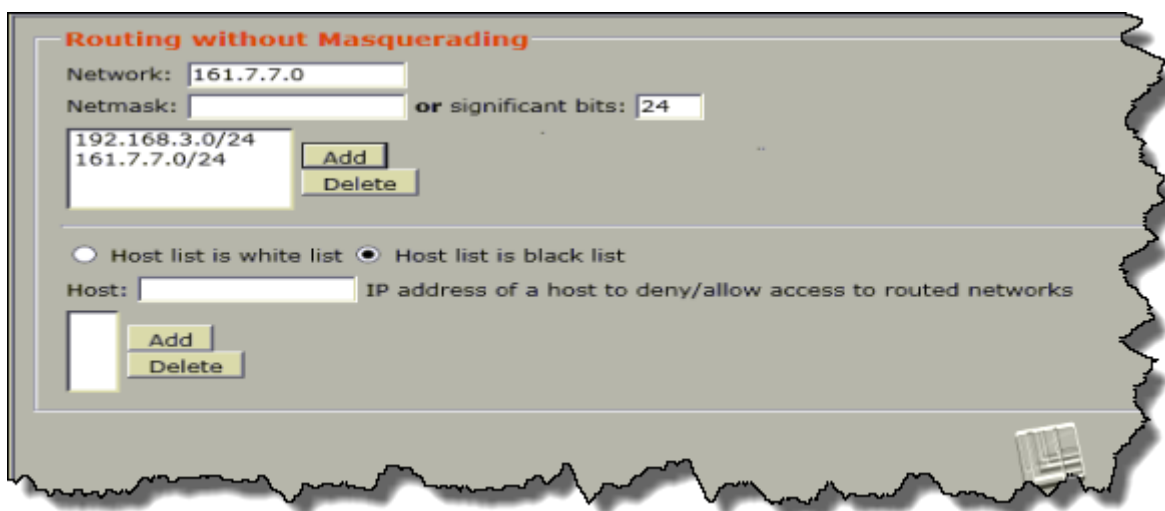 Routing without Masquerading
Network: 161.7.7.0
Netmask: or significant bits: 24
192.168.3.0/24
161.7.7.0/24
Add
Delete
Host list is white list Host list is black list
Host: IP address of a host to deny/allow access to routed networks
Add
Delete